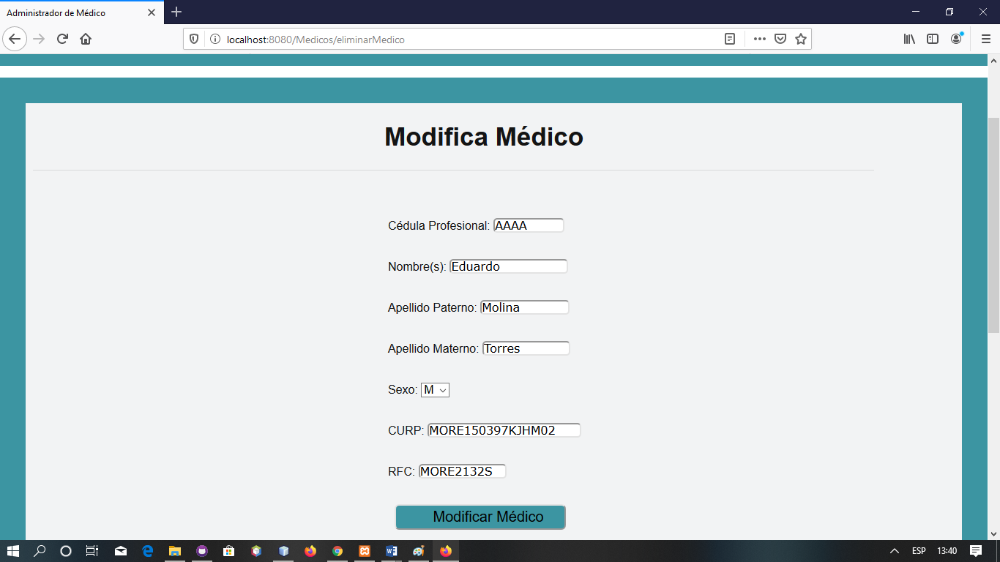 Administrador de Médico
localhost:8080/Medicos/eliminarMedico
Modifica Médico
Cédula Profesional: AAAA
Nombre(s): Eduardo
Apellido Paterno: Molina
Apellido Materno: Torres
Sexo: M
CURP: MORE150397KJHM02
RFC: MORE2132S
Modificar Médico
ESP 13:40